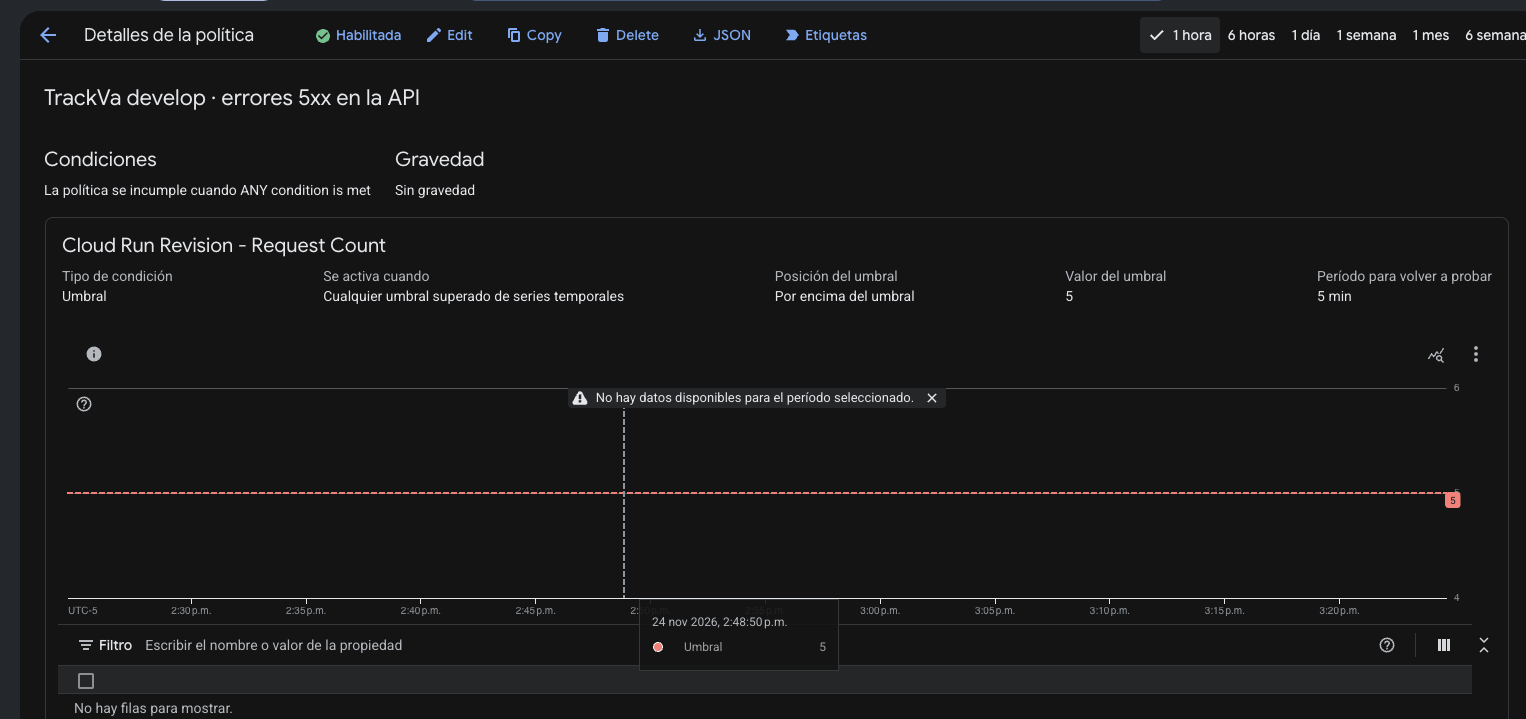 Detalles de la política
Habilitada
Edit
Copy
Delete
JSON
Etiquetas
1 hora
6 horas
1 día
1 semana
1 mes
6 semana
TrackVa develop · errores 5xx en la API
Condiciones
Gravedad
La política se incumple cuando ANY condition is met
Sin gravedad
Cloud Run Revision - Request Count
Tipo de condición
Se activa cuando
Posición del umbral
Valor del umbral
Período para volver a probar
Umbral
Cualquier umbral superado de series temporales
Por encima del umbral
5
5 min
6
No hay datos disponibles para el período seleccionado.
5
4
UTC-5
2:30 p.m.
2:35 p.m.
2:40 p.m.
2:45 p.m.
3:00 p.m.
3:05 p.m.
3:10 p.m.
3:15 p.m.
3:20 p.m.
24 nov 2026, 2:48:50 p.m.
Umbral
5
Filtro
Escribir el nombre o valor de la propiedad
No hay filas para mostrar.